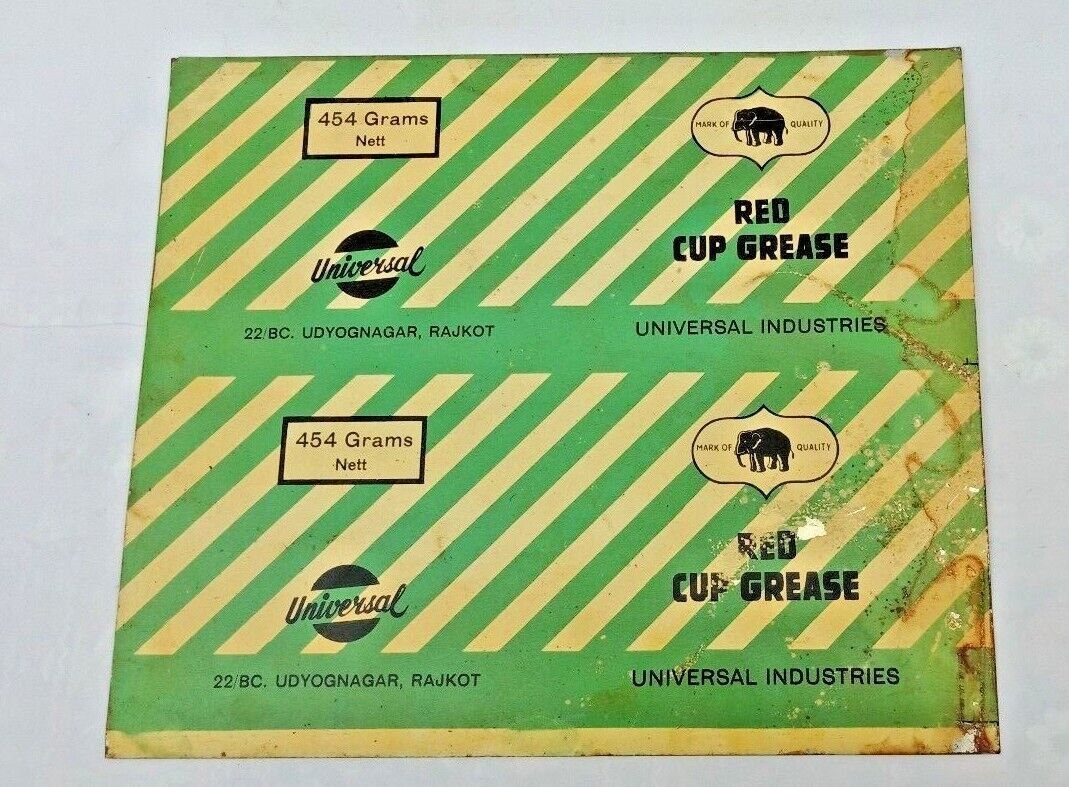 454 Grams
Nett
MARK OF QUALITY
RED
CUP GREASE
Universal
22/BC. UDYOGNAGAR, RAJKOT
UNIVERSAL INDUSTRIES
454 Grams
Nett
MARK OF QUALITY
RED
CUP GREASE
Universal
22/BC. UDYOGNAGAR, RAJKOT
UNIVERSAL INDUSTRIES